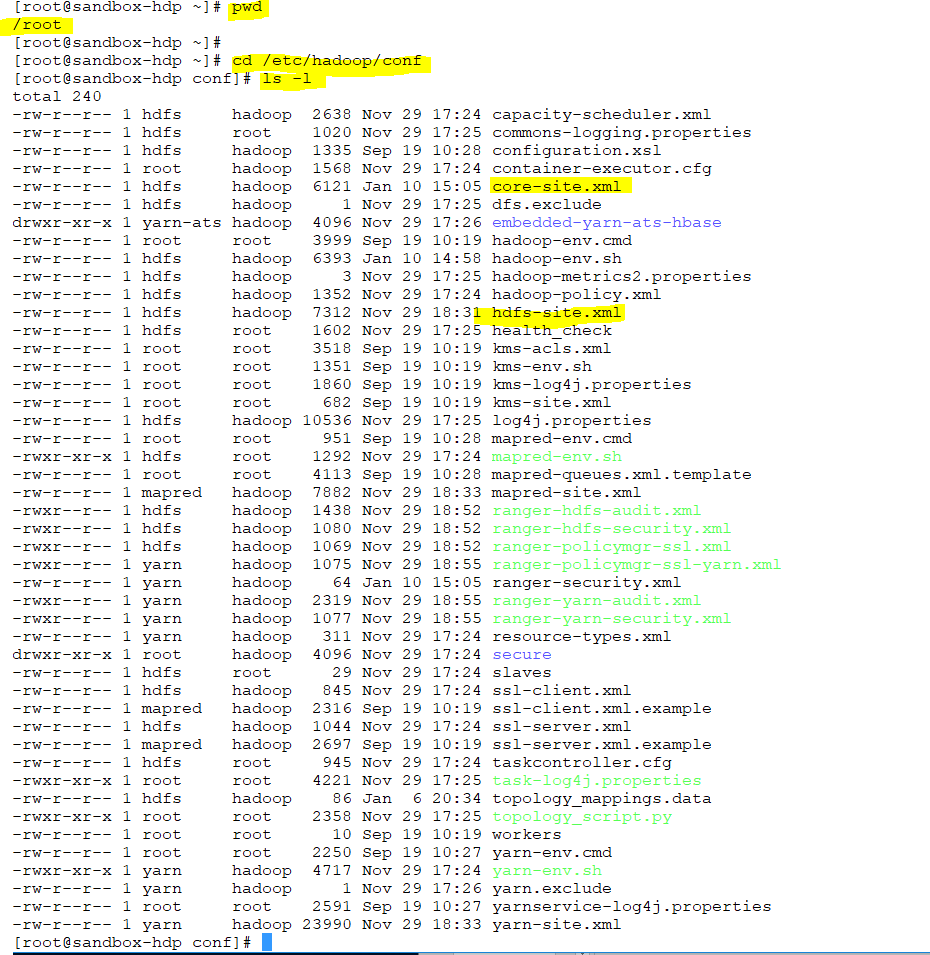 [root@sandbox-hdp ~]# pwd
/root
[root@sandbox-hdp ~]#
[root@sandbox-hdp ~]# cd /etc/hadoop/conf
[root@sandbox-hdp conf]# ls -l
total 240
-rw-r--r-- 1 hdfs     hadoop  2638 Nov 29 17:24 capacity-scheduler.xml
-rw-r--r-- 1 hdfs     root    1020 Nov 29 17:25 commons-logging.properties
-rw-r--r-- 1 hdfs     hadoop  1335 Sep 19 10:28 configuration.xsl
-rw-r--r-- 1 root     hadoop  1568 Nov 29 17:24 container-executor.cfg
-rw-r--r-- 1 hdfs     hadoop  6121 Jan 10 15:05 core-site.xml
-rw-r--r-- 1 hdfs     hadoop     1 Nov 29 17:25 dfs.exclude
drwxr-xr-x 1 yarn-ats hadoop  4096 Nov 29 17:26 embedded-yarn-ats-hbase
-rw-r--r-- 1 root     root    3999 Sep 19 10:19 hadoop-env.cmd
-rw-r--r-- 1 hdfs     hadoop  6393 Jan 10 14:58 hadoop-env.sh
-rw-r--r-- 1 hdfs     hadoop     3 Nov 29 17:25 hadoop-metrics2.properties
-rw-r--r-- 1 hdfs     hadoop  1352 Nov 29 17:24 hadoop-policy.xml
-rw-r--r-- 1 hdfs     hadoop  7312 Nov 29 18:31 hdfs-site.xml
-rw-r--r-- 1 hdfs     root    1602 Nov 29 17:25 health_check
-rw-r--r-- 1 root     root    3518 Sep 19 10:19 kms-acls.xml
-rw-r--r-- 1 root     root    1351 Sep 19 10:19 kms-env.sh
-rw-r--r-- 1 root     root    1860 Sep 19 10:19 kms-log4j.properties
-rw-r--r-- 1 root     root     682 Sep 19 10:19 kms-site.xml
-rw-r--r-- 1 hdfs     hadoop 10536 Nov 29 17:25 log4j.properties
-rw-r--r-- 1 root     root     951 Sep 19 10:28 mapred-env.cmd
-rwxr-xr-x 1 hdfs     root    1292 Nov 29 17:24 mapred-env.sh
-rw-r--r-- 1 root     root    4113 Sep 19 10:28 mapred-queues.xml.template
-rw-r--r-- 1 mapred   hadoop  7882 Nov 29 18:33 mapred-site.xml
-rwxr--r-- 1 hdfs     hadoop  1438 Nov 29 18:52 ranger-hdfs-audit.xml
-rwxr--r-- 1 hdfs     hadoop  1080 Nov 29 18:52 ranger-hdfs-security.xml
-rwxr--r-- 1 hdfs     hadoop  1069 Nov 29 18:52 ranger-policymgr-ssl.xml
-rwxr--r-- 1 yarn     hadoop  1075 Nov 29 18:55 ranger-policymgr-ssl-yarn.xml
-rw-r--r-- 1 yarn     hadoop    64 Jan 10 15:05 ranger-security.xml
-rwxr--r-- 1 yarn     hadoop  2319 Nov 29 18:55 ranger-yarn-audit.xml
-rwxr--r-- 1 yarn     hadoop  1077 Nov 29 18:55 ranger-yarn-security.xml
-rw-r--r-- 1 yarn     hadoop   311 Nov 29 17:24 resource-types.xml
drwxr-xr-x 1 root     hadoop  4096 Nov 29 17:24 secure
-rw-r--r-- 1 hdfs     root      29 Nov 29 17:24 slaves
-rw-r--r-- 1 hdfs     hadoop   845 Nov 29 17:24 ssl-client.xml
-rw-r--r-- 1 mapred   hadoop  2316 Sep 19 10:19 ssl-client.xml.example
-rw-r--r-- 1 hdfs     hadoop  1044 Nov 29 17:24 ssl-server.xml
-rw-r--r-- 1 mapred   hadoop  2697 Sep 19 10:19 ssl-server.xml.example
-rw-r--r-- 1 hdfs     root     945 Nov 29 17:24 taskcontroller.cfg
-rwxr-xr-x 1 root     root    4221 Nov 29 17:25 task-log4j.properties
-rw-r--r-- 1 hdfs     hadoop    86 Jan  6 20:34 topology_mappings.data
-rwxr-xr-x 1 root     root    2358 Nov 29 17:25 topology_script.py
-rw-r--r-- 1 root     root      10 Sep 19 10:19 workers
-rw-r--r-- 1 root     root    2250 Sep 19 10:27 yarn-env.cmd
-rwxr-xr-x 1 yarn     hadoop  4717 Nov 29 17:24 yarn-env.sh
-rw-r--r-- 1 yarn     hadoop     1 Nov 29 17:26 yarn.exclude
-rw-r--r-- 1 root     root    2591 Sep 19 10:27 yarnservice-log4j.properties
-rw-r--r-- 1 yarn     hadoop 23990 Nov 29 18:33 yarn-site.xml
[root@sandbox-hdp conf]#